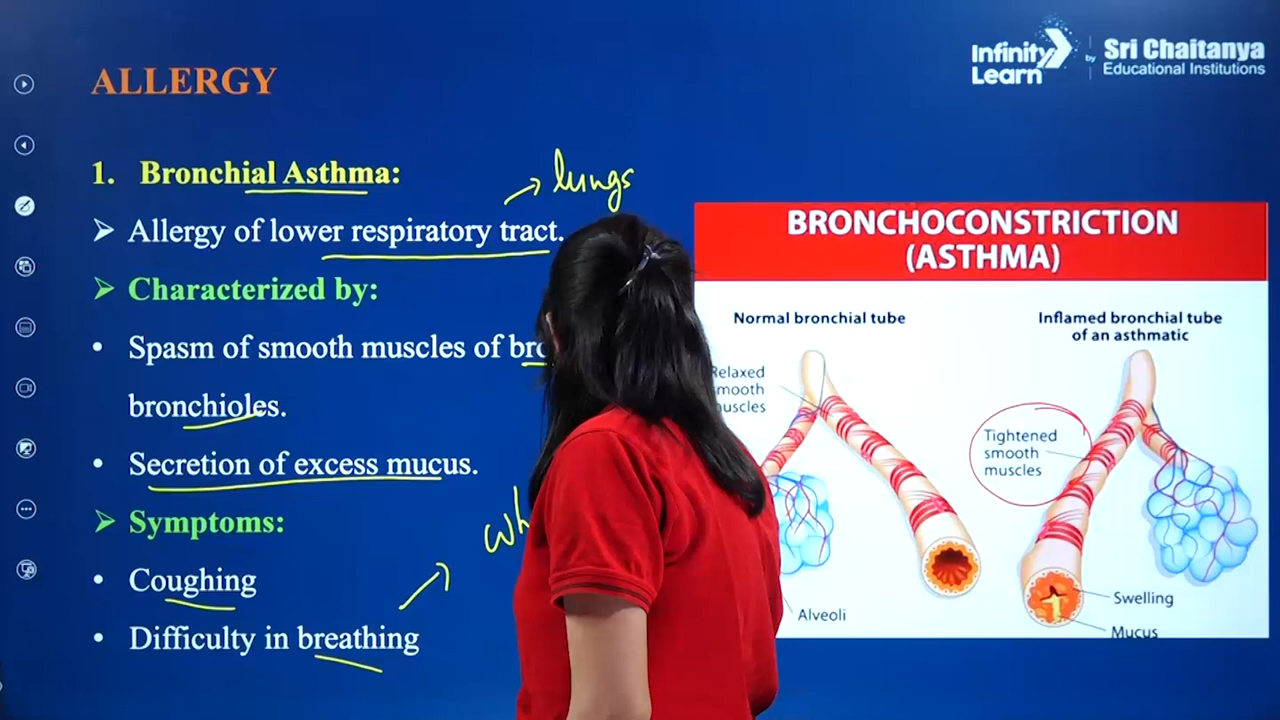 Infinity Learn by Sri Chaitanya Educational Institutions
ALLERGY
1. Bronchial Asthma:
lungs
Allergy of lower respiratory tract.
Characterized by:
Spasm of smooth muscles of
bronchioles.
Secretion of excess mucus.
Symptoms:
Coughing
Difficulty in breathing
BRONCHOCONSTRICTION
(ASTHMA)
Normal bronchial tube
Inflamed bronchial tube
of an asthmatic
Tightened
smooth
muscles
Alveoli
Swelling
Mucus
Relaxed
smooth
muscles